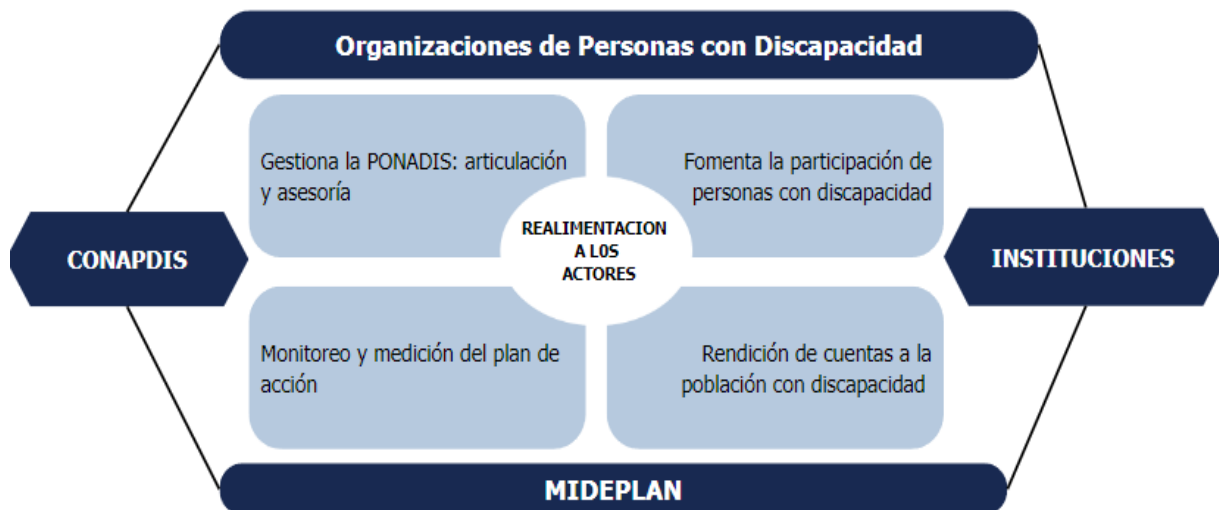 Organizaciones de Personas con Discapacidad
Gestiona la PONADIS: articulación
y asesoría
Fomenta la participación de
personas con discapacidad
REALIMENTACION
A L0S
ACTORES
CONAPDIS
INSTITUCIONES
Monitoreo y medición del plan de
acción
Rendición de cuentas a la
población con discapacidad
MIDEPLAN